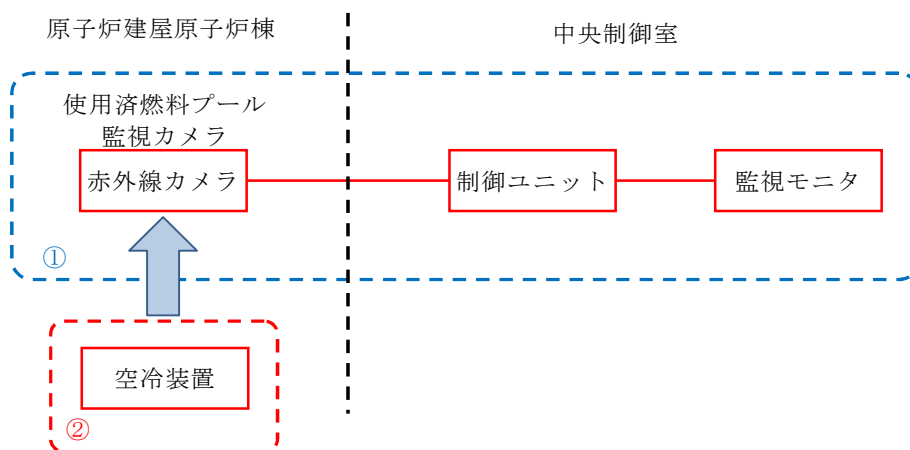 原子炉建屋原子炉棟
中央制御室
使用済燃料プール
監視カメラ
赤外線カメラ
制御ユニット
監視モニタ
①
空冷装置
②